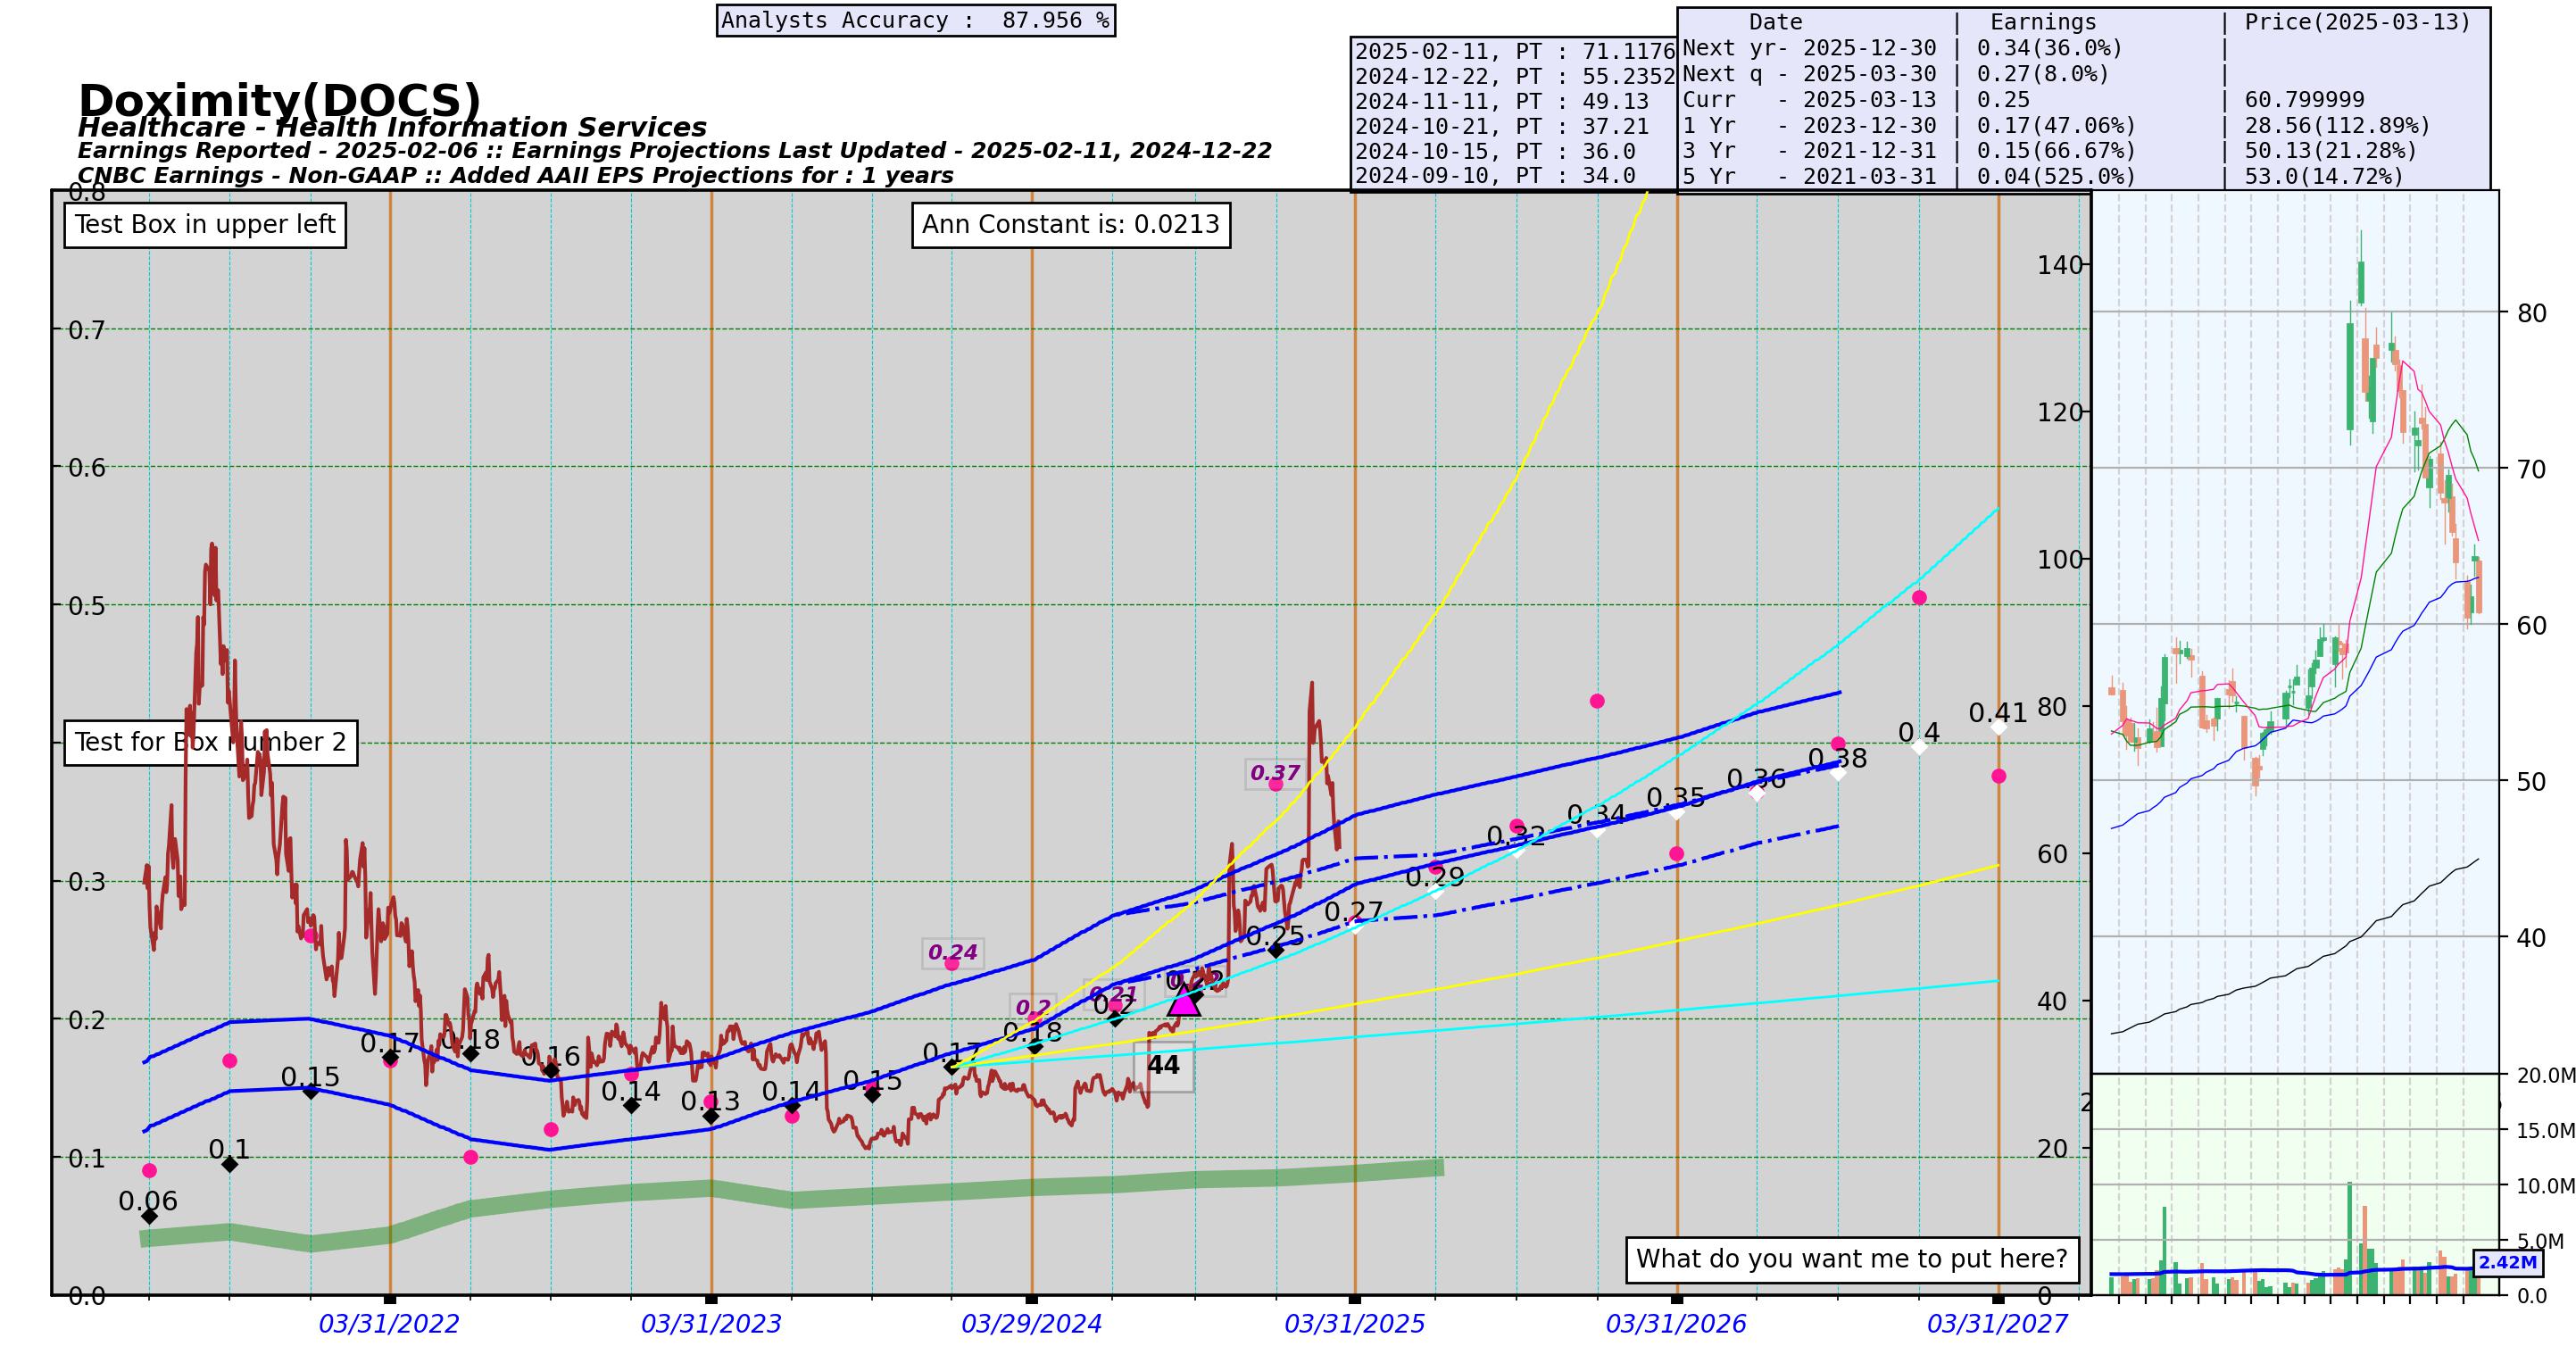 Analysts Accuracy :  87.956 %
Date | Earnings | Price(2025-03-13)
Next yr- 2025-12-30 | 0.34(36.0%) |
Next q - 2025-03-30 | 0.27(8.0%) |
Curr - 2025-03-13 | 0.25 | 60.799999
1 Yr - 2023-12-30 | 0.17(47.06%) | 28.56(112.89%)
3 Yr - 2021-12-31 | 0.15(66.67%) | 50.13(21.28%)
5 Yr - 2021-03-31 | 0.04(525.0%) | 53.0(14.72%)
2025-02-11, PT : 71.1176
2024-12-22, PT : 55.2352
2024-11-11, PT : 49.13
2024-10-21, PT : 37.21
2024-10-15, PT : 36.0
2024-09-10, PT : 34.0
Doximity(DOCS)
Healthcare - Health Information Services
Earnings Reported - 2025-02-06 :: Earnings Projections Last Updated - 2025-02-11, 2024-12-22
CNBC Earnings - Non-GAAP :: Added AAII EPS Projections for : 1 years
0.8
Test Box in upper left
Ann Constant is: 0.0213
140
80
0.7
120
70
0.6
100
60
0.5
0.41
80
0.4
Test for Box number 2
0.38
0.37
50
0.36
0.35
0.34
0.32
60
0.3
0.29
0.27
0.25
40
0.24
0.21
0.2
40
0.2
0.2
0.18
0.17
0.18
0.16
0.17
44
0.15
0.14
0.13
0.14
0.15
20.0M
15.0M
0.1
0.1
20
0.06
10.0M
5.0M
2.42M
What do you want me to put here?
0.0
0
0.0
03/31/2022
03/31/2023
03/29/2024
03/31/2025
03/31/2026
03/31/2027